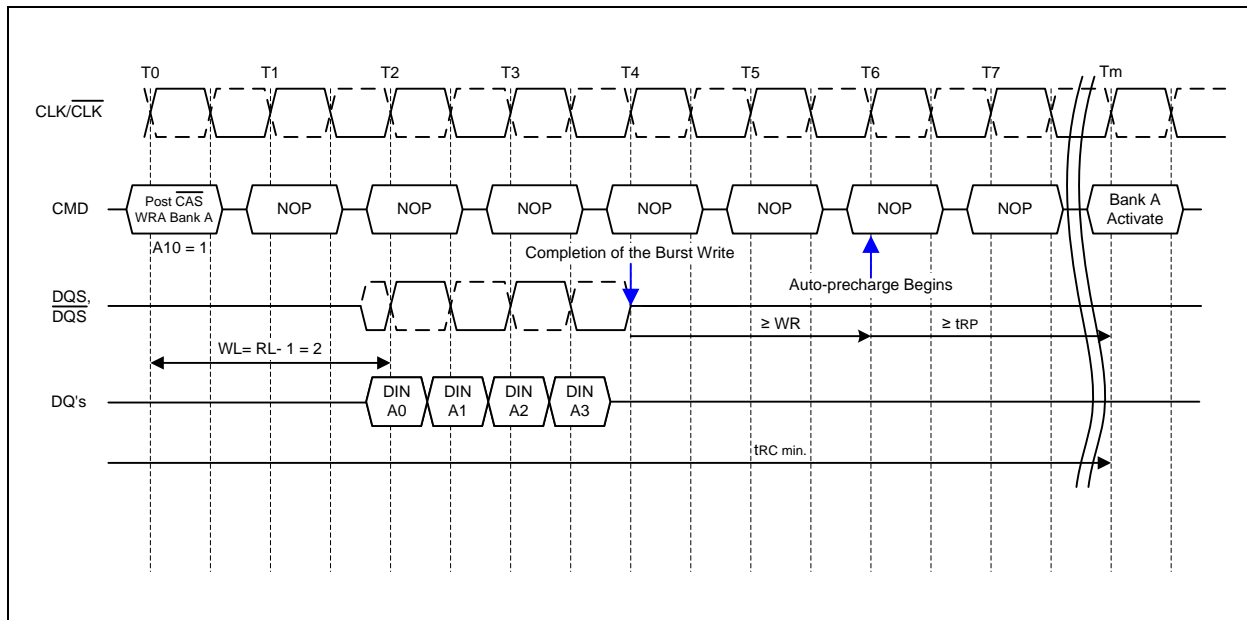 T0 T1 T2 T3 T4 T5 T6 T7 Tm
CLK/CLK
CMD
Post CAS
WRA Bank A
NOP NOP NOP NOP NOP NOP NOP
Bank A
Activate
A10 = 1
Completion of the Burst Write
Auto-precharge Begins
DQS,
DQS
≥ WR
≥ tRP
WL= RL- 1 = 2
DQ's
DIN
A0
DIN
A1
DIN
A2
DIN
A3
tRC min.